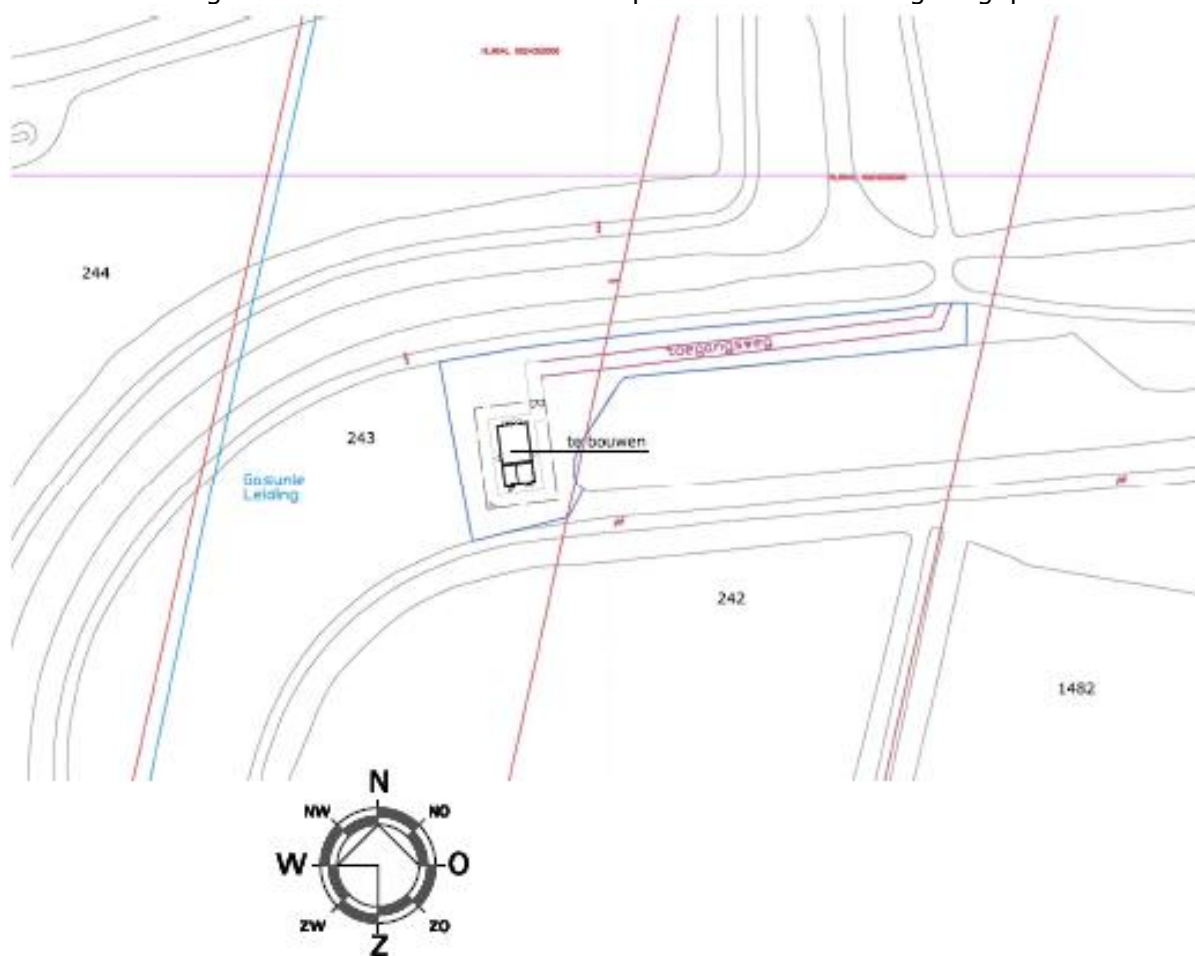 244
toegangsweg
243
te bouwen
Gasunie
Leiding
242
1482
N
NW
NO
W
O
ZW
ZO
Z